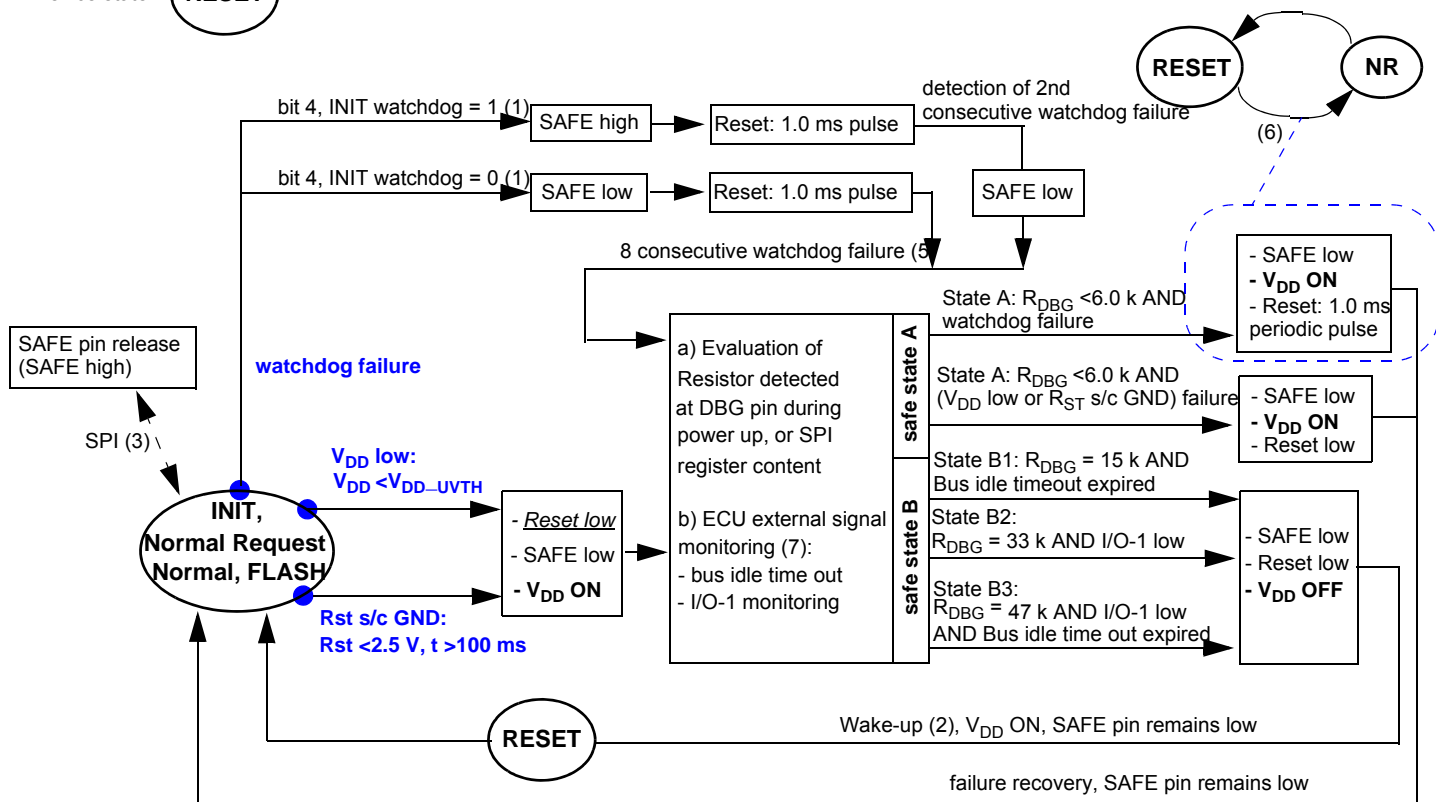 RESET
NR
(6)
detection of 2nd
consecutive watchdog failure
bit 4, INIT watchdog = 1 (1)
SAFE high
Reset: 1.0 ms pulse
bit 4, INIT watchdog = 0 (1)
SAFE low
Reset: 1.0 ms pulse
SAFE low
8 consecutive watchdog failure (5
- SAFE low
- VDD ON
- Reset: 1.0 ms
periodic pulse
State A: RDBG <6.0 k AND
watchdog failure
SAFE pin release
(SAFE high)
watchdog failure
SPI (3)
a) Evaluation of
Resistor detected
at DBG pin during
power up, or SPI
register content
b) ECU external signal
monitoring (7):
- bus idle time out
- I/O-1 monitoring
safe state A
safe state B
State A: RDBG <6.0 k AND
(VDD low or RST s/c GND) failure
- SAFE low
- VDD ON
- Reset low
VDD low:
VDD <VDD_UVTH
INIT,
Normal Request
Normal, FLASH
Rst s/c GND:
Rst <2.5 V, t >100 ms
- Reset low
- SAFE low
- VDD ON
State B1: RDBG = 15 k AND
Bus idle timeout expired
State B2:
RDBG = 33 k AND I/O-1 low
State B3:
RDBG = 47 k AND I/O-1 low
AND Bus idle time out expired
- SAFE low
- Reset low
- VDD OFF
RESET
Wake-up (2), VDD ON, SAFE pin remains low
failure recovery, SAFE pin remains low